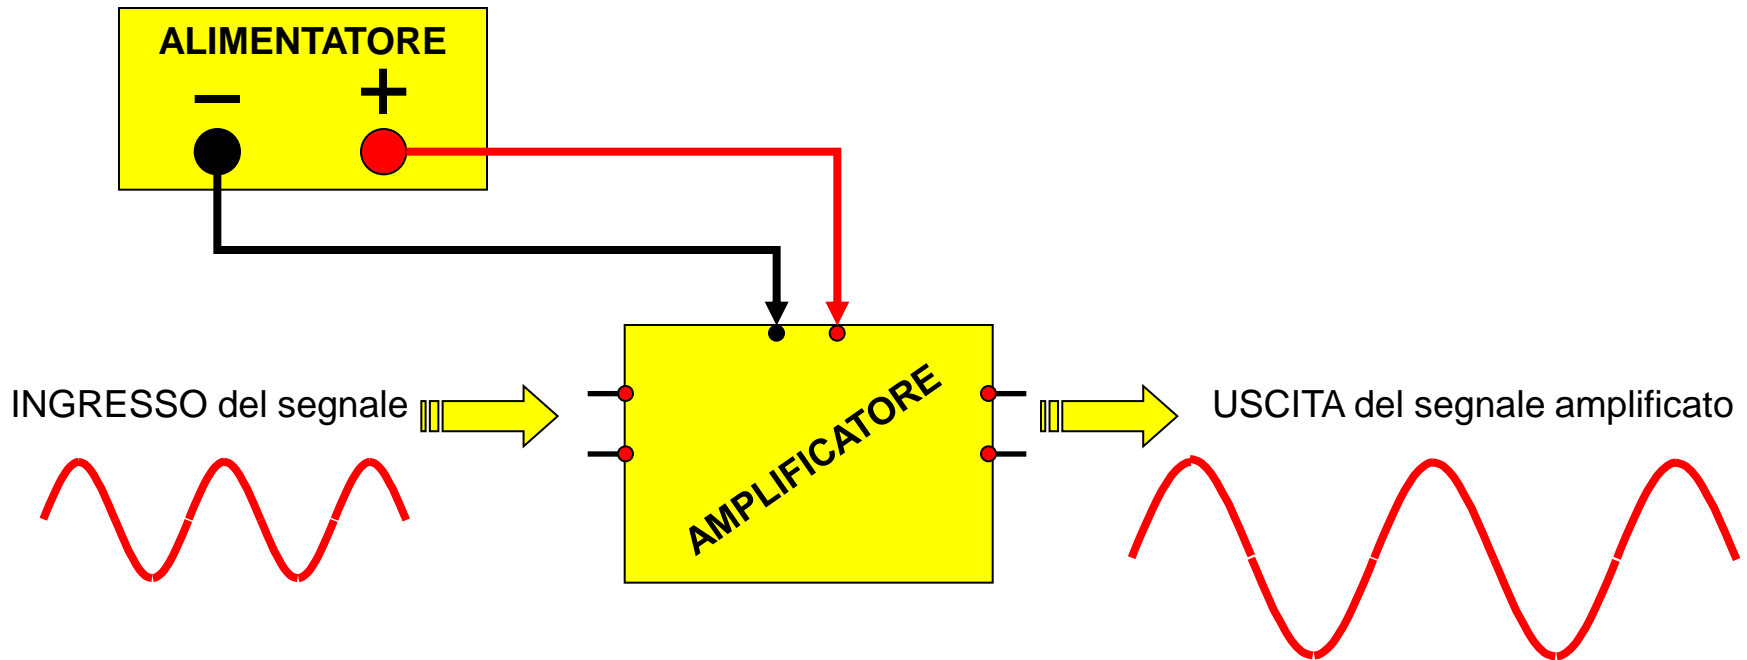 ALIMENTATORE
– +
INGRESSO del segnale
AMPLIFICATORE
USCITA del segnale amplificato